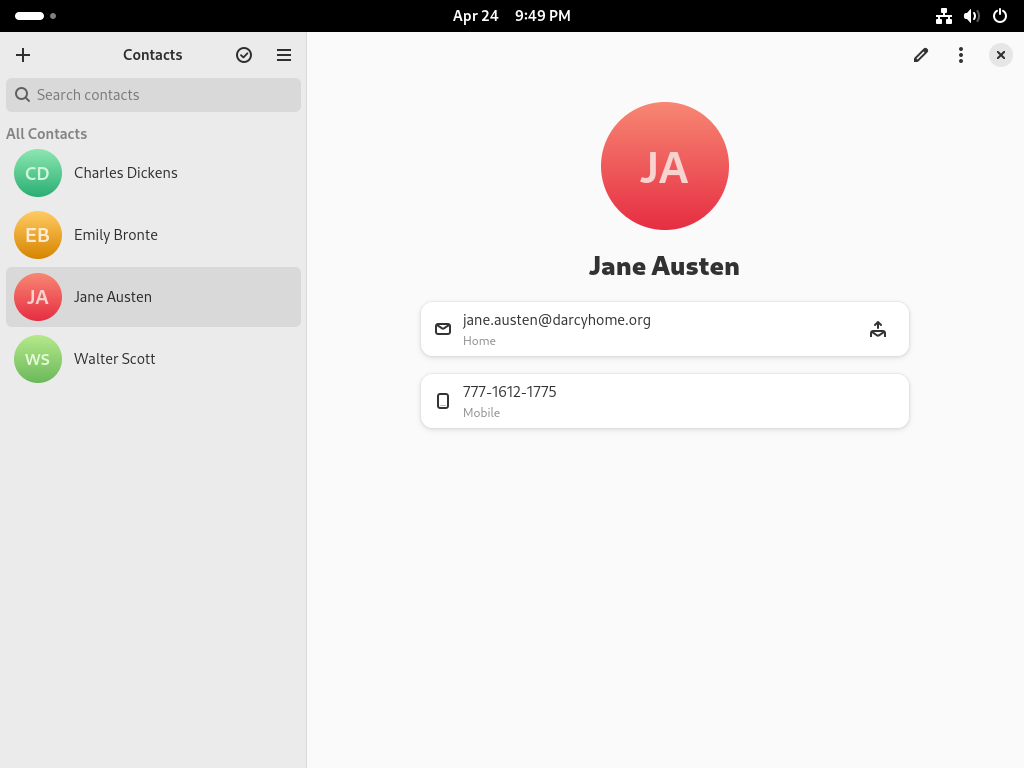 Apr 24 9:49 PM
Contacts
Search contacts
All Contacts
CD Charles Dickens
EB Emily Bronte
JA Jane Austen
WS Walter Scott
JA
Jane Austen
jane.austen@darcyhome.org
Home
777-1612-1775
Mobile